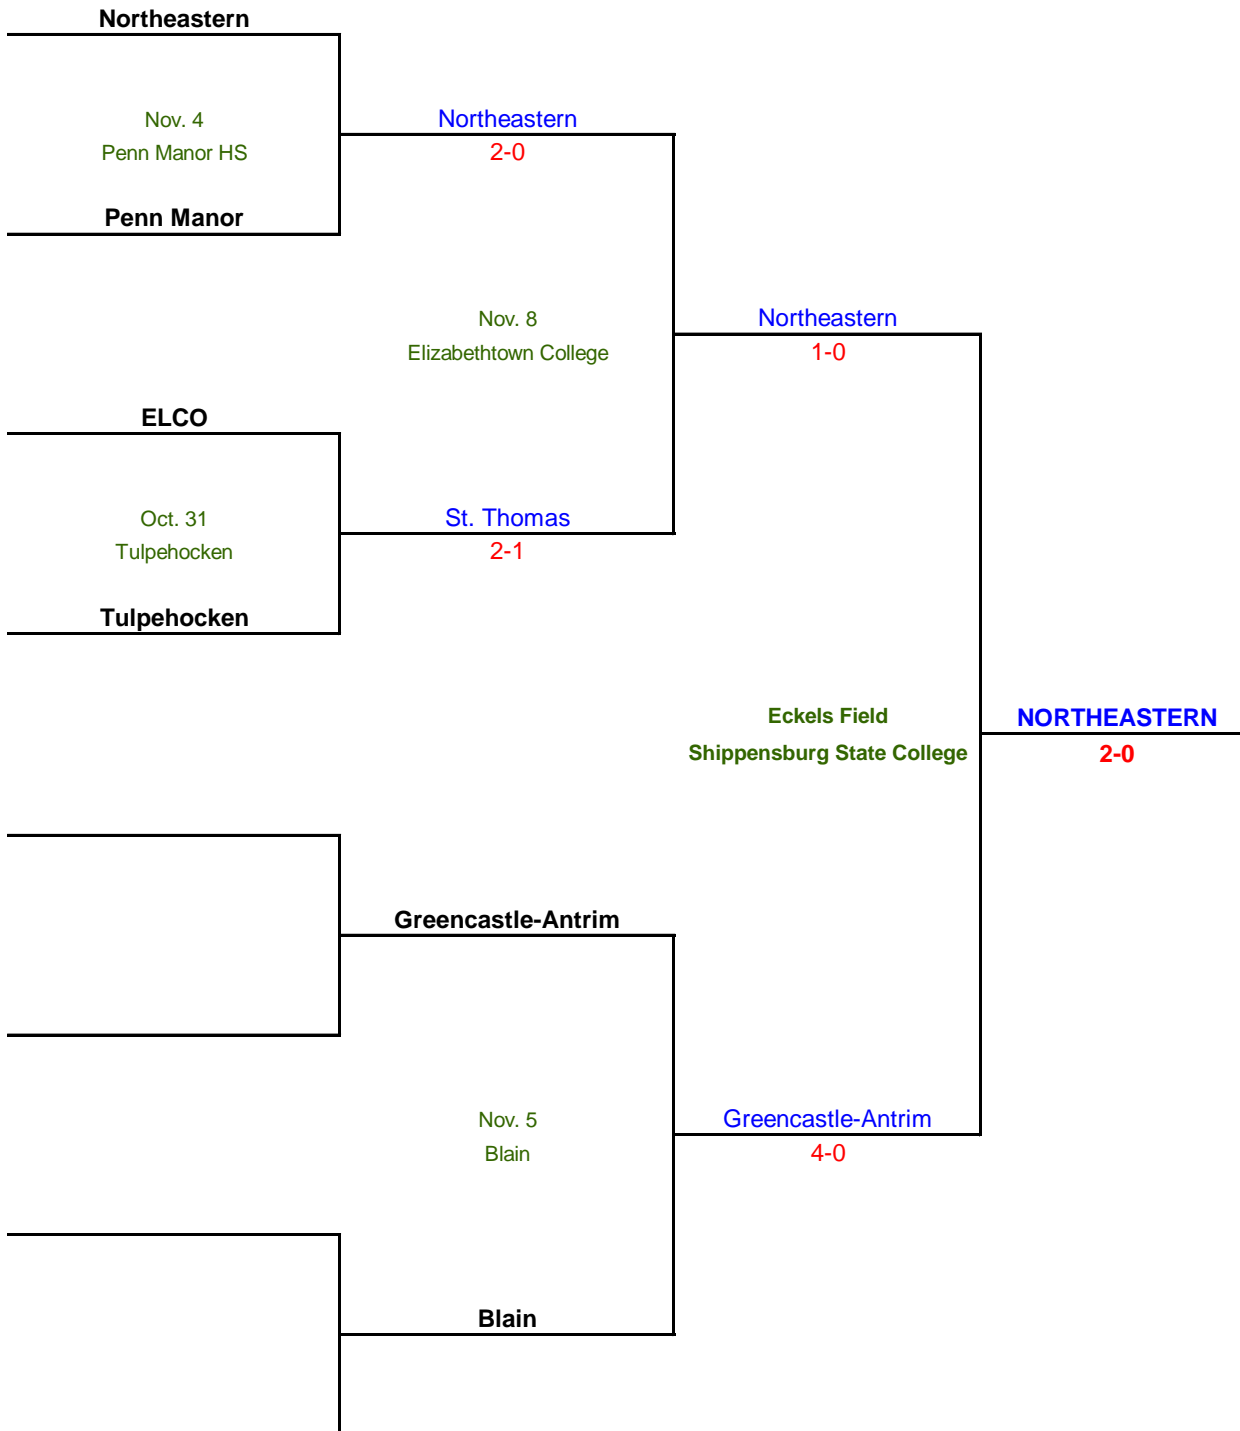 Northeastern
Nov. 4
Penn Manor HS
Northeastern
2-0
Penn Manor
Nov. 8
Elizabethtown College
Northeastern
1-0
ELCO
Oct. 31
Tulpehocken
St. Thomas
2-1
Tulpehocken
Eckels Field
Shippensburg State College
NORTHEASTERN
2-0
Greencastle-Antrim
Nov. 5
Blain
Greencastle-Antrim
4-0
Blain